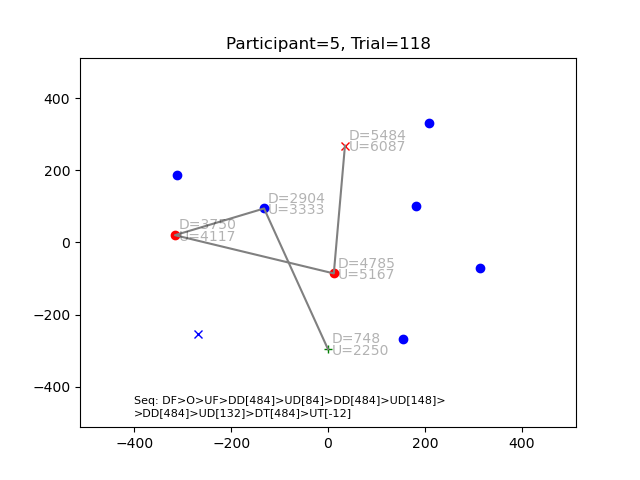 Participant=5, Trial=118
400
200
0
−200
−400
D=5484
U=6087
D=2904
U=3333
D=3750
U=4117
D=4785
U=5167
D=748
U=2250
Seq: DF>O>UF>DD[484]>UD[84]>DD[484]>UD[148]>
>DD[484]>UD[132]>DT[484]>UT[-12]
−400 −200 0 200 400